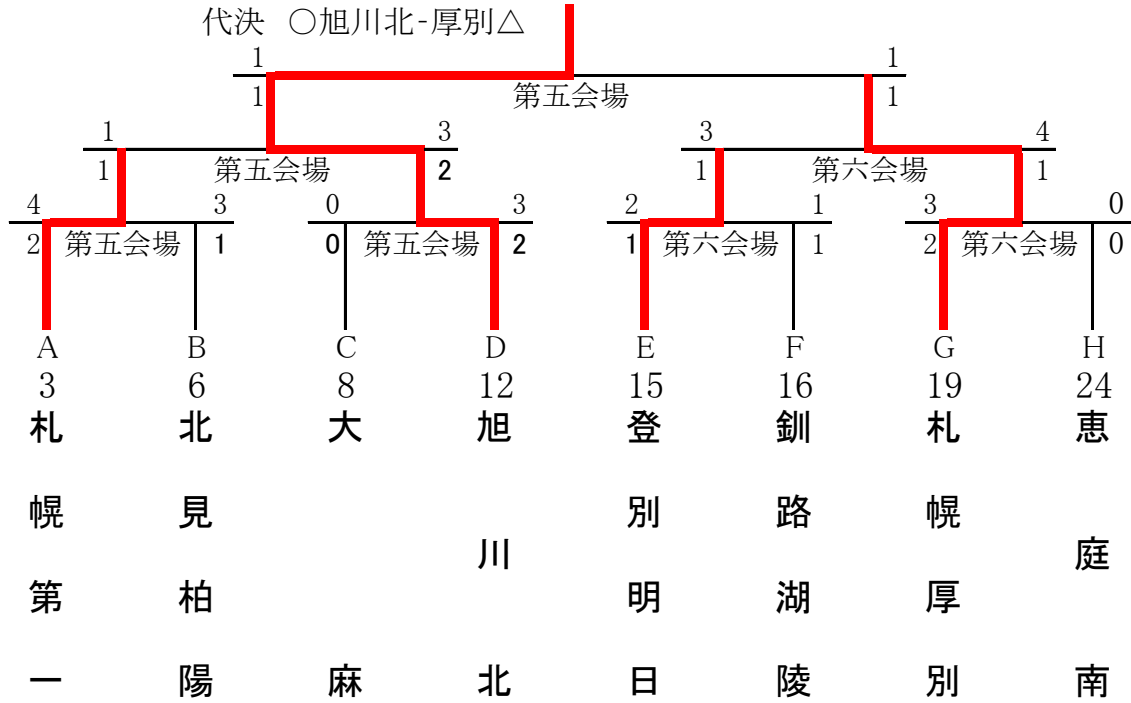 代決 ○旭川北-厚別△
1 1
1 第五会場 1
1 3 3 4
1 第五会場 2 1 第六会場 1
4 3 0 3 2 1 3 0
2 第五会場 1 0 第五会場 2 1 第六会場 1 2 第六会場 0
A B C D E F G H
3 6 8 12 15 16 19 24
札幌第一
北見柏陽
大麻
旭川北
登別明日
釧路湖陵
札幌厚別
恵庭南